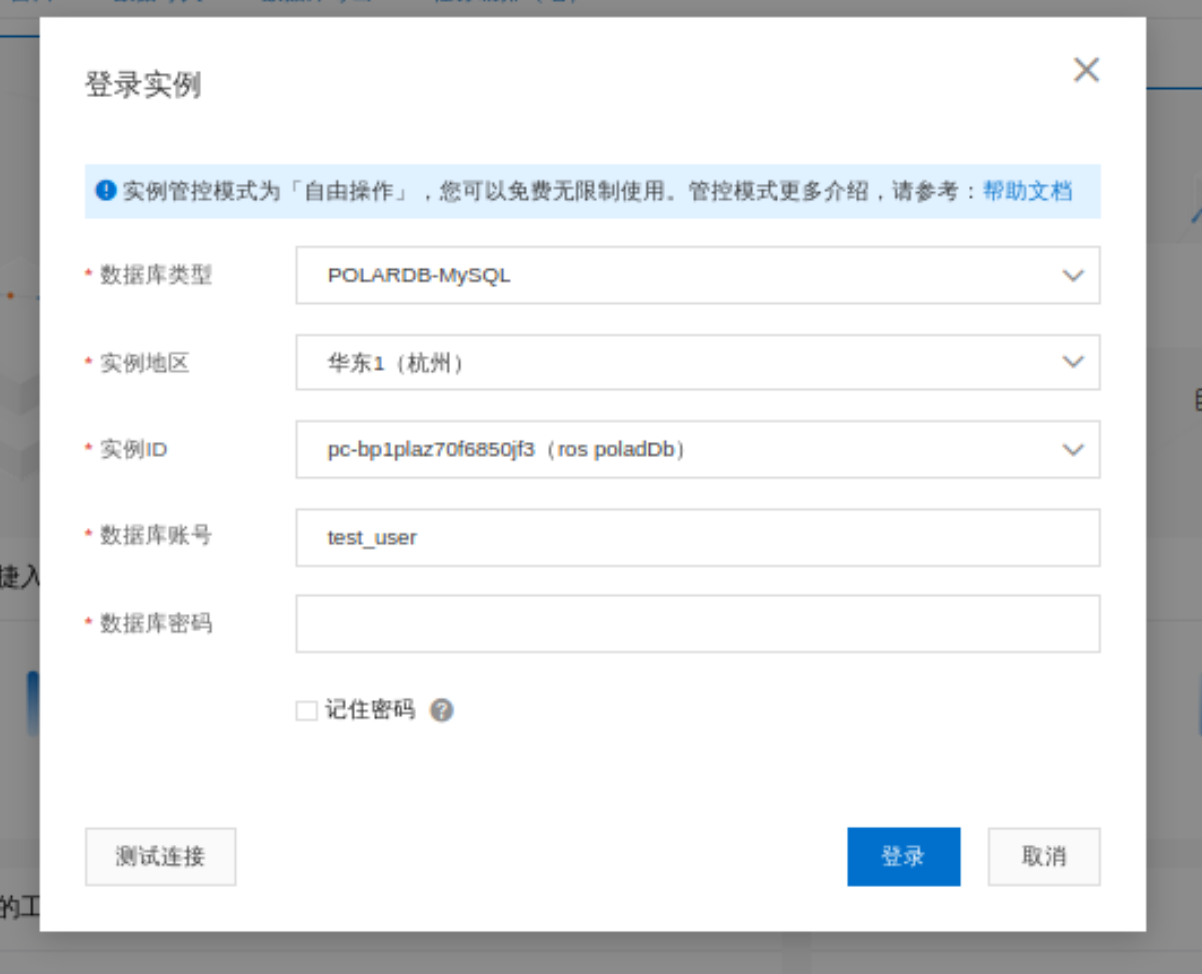 登录实例
实例管控模式为「自由操作」，您可以免费无限制使用。管控模式更多介绍，请参考：帮助文档
* 数据库类型 POLARDB-MySQL
* 实例地区 华东1（杭州）
* 实例ID pc-bp1plaz70f6850jf3（ros poladDb）
* 数据库账号 test_user
捷入
* 数据库密码
记住密码
测试连接 登录 取消
的工